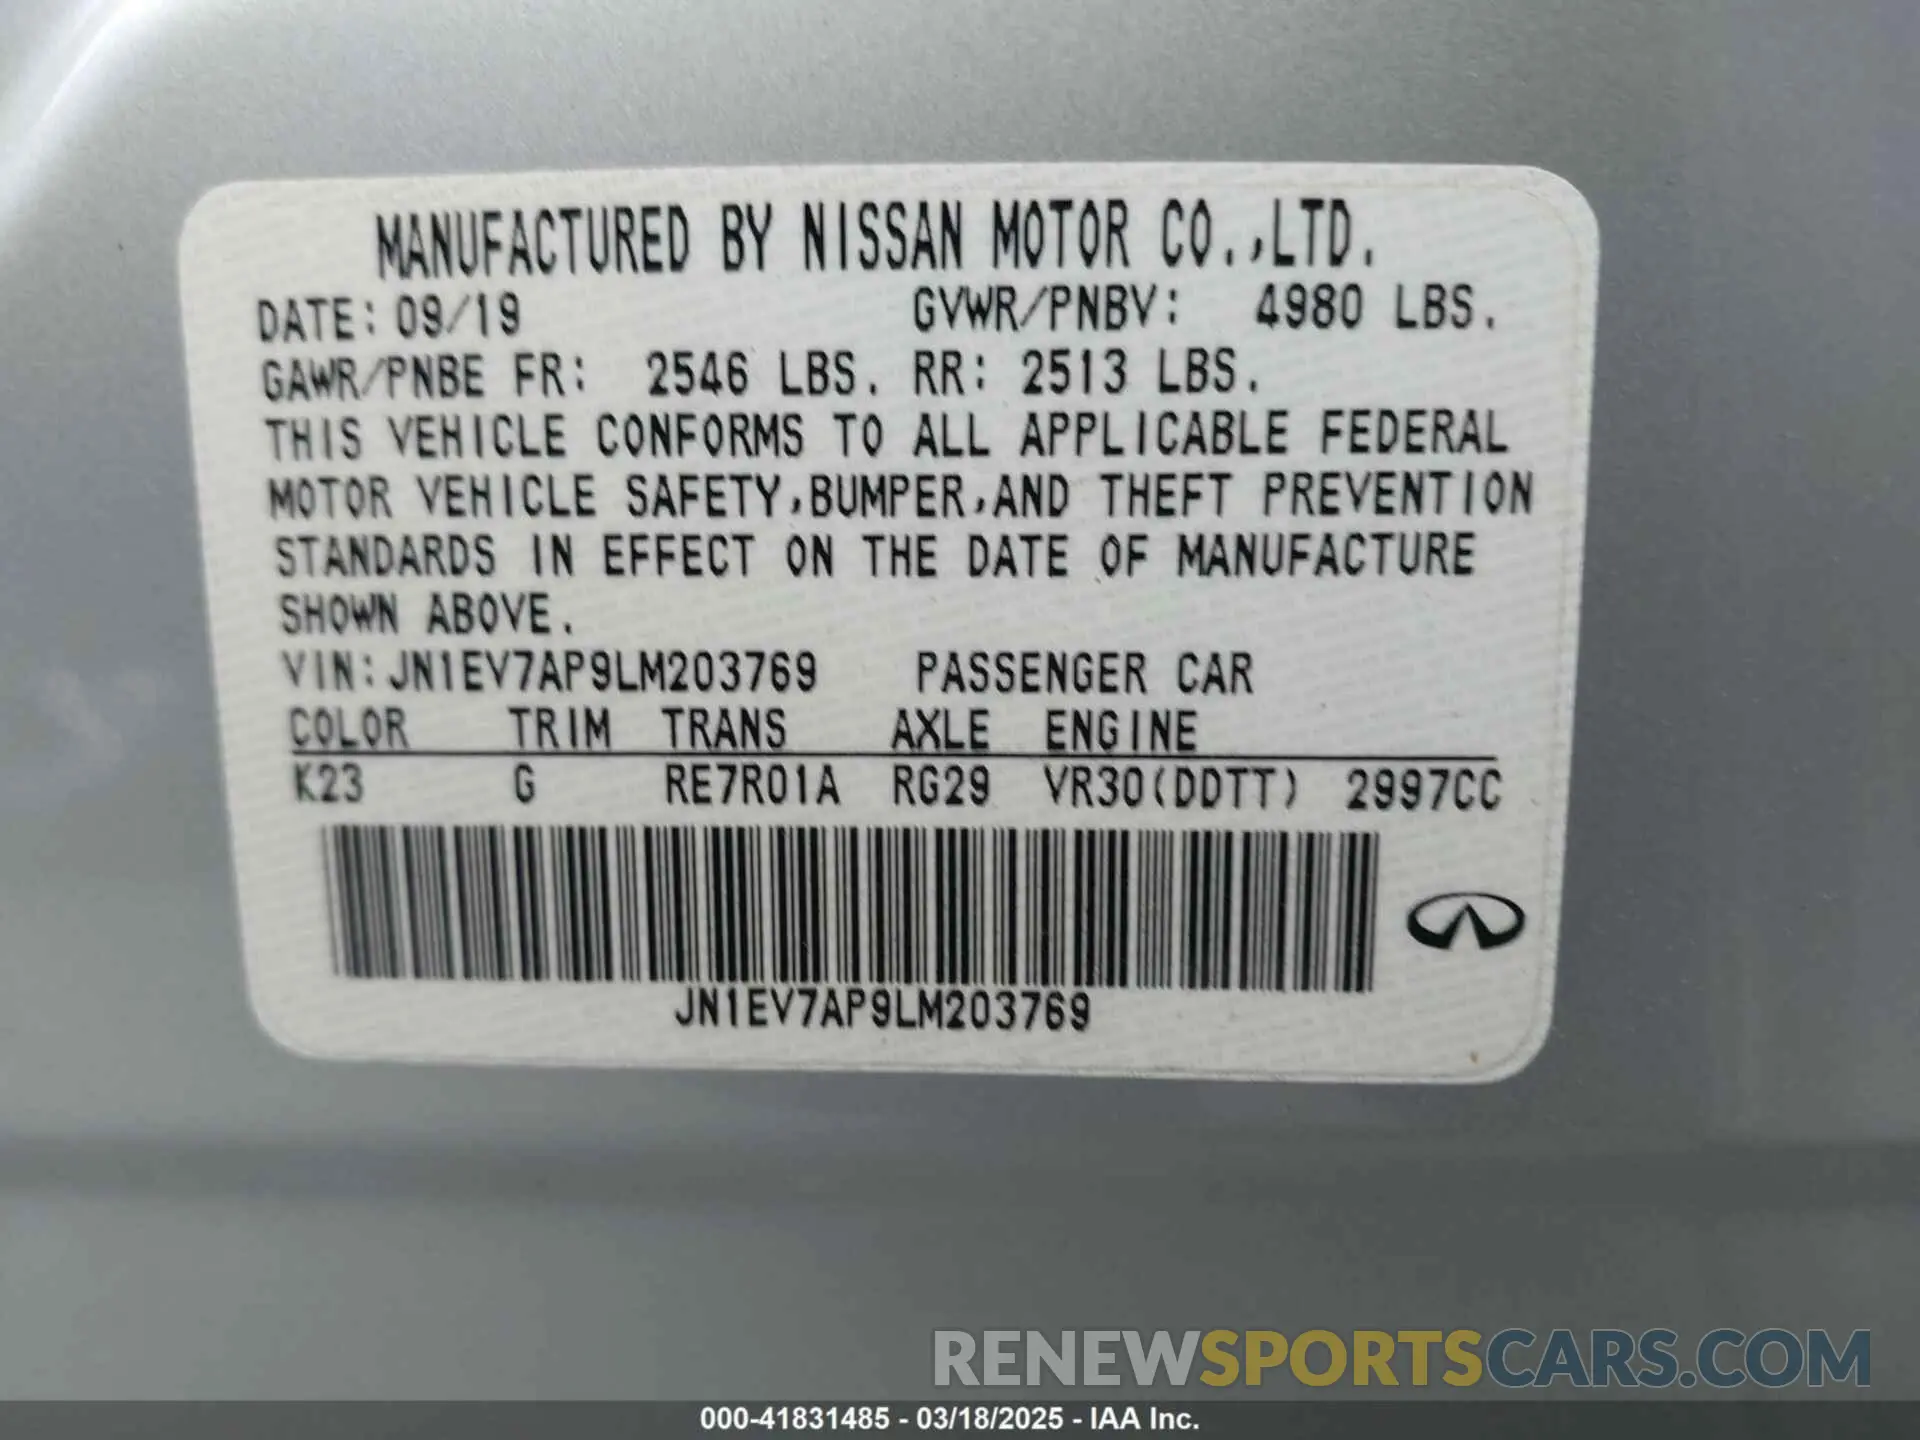 MANUFACTURED BY NISSAN MOTOR CO.,LTD.
DATE: 09/19 GVWR/PNBV: 4980 LBS.
GAWR/PNBE FR: 2546 LBS. RR: 2513 LBS.
THIS VEHICLE CONFORMS TO ALL APPLICABLE FEDERAL
MOTOR VEHICLE SAFETY,BUMPER,AND THEFT PREVENTION
STANDARDS IN EFFECT ON THE DATE OF MANUFACTURE
SHOWN ABOVE.
VIN:JN1EV7AP9LM203769 PASSENGER CAR
COLOR TRIM TRANS AXLE ENGINE
K23 G RE7R01A RG29 VR30(DDTT) 2997CC
JN1EV7AP9LM203769
RENEWSPORTSCARS.COM
000-41831485 - 03/18/2025 - IAA Inc.